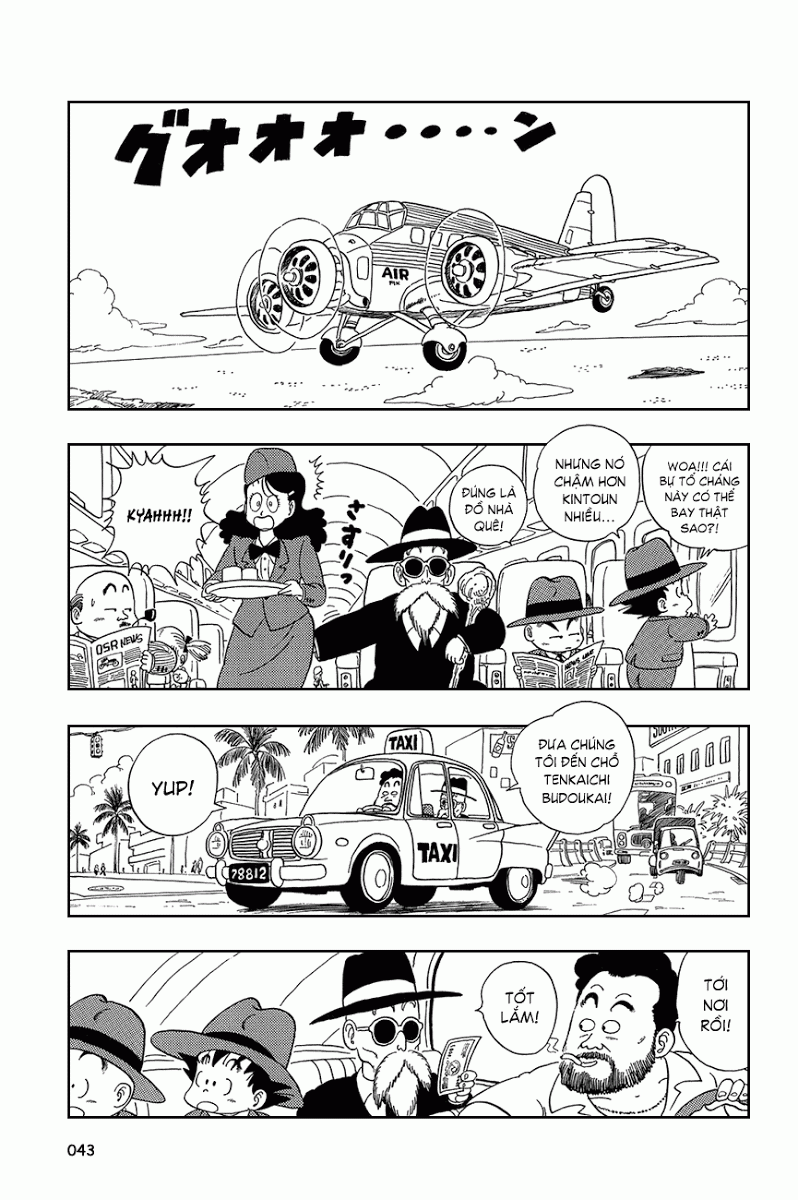 グオオオ・・・・ン
AIR
PIX
WOA!!! CÁI
BỰ TỔ CHẢNG
NÀY CÓ THỂ
BAY THẬT
SAO?!
NHƯNG NÓ
CHẬM HƠN
KINTOUN
NHIỀU...
ĐÚNG LÀ
ĐỒ NHÀ
QUÊ!
さすりっ
KYAHHH!!
OSR NEWS
ĐƯA CHÚNG
TÔI ĐẾN CHỖ
TENKAICHI
BUDOUKAI!
YUP!
TAXI
TAXI
78812
TỚI
NƠI
RỒI!
TỐT
LẮM!
043